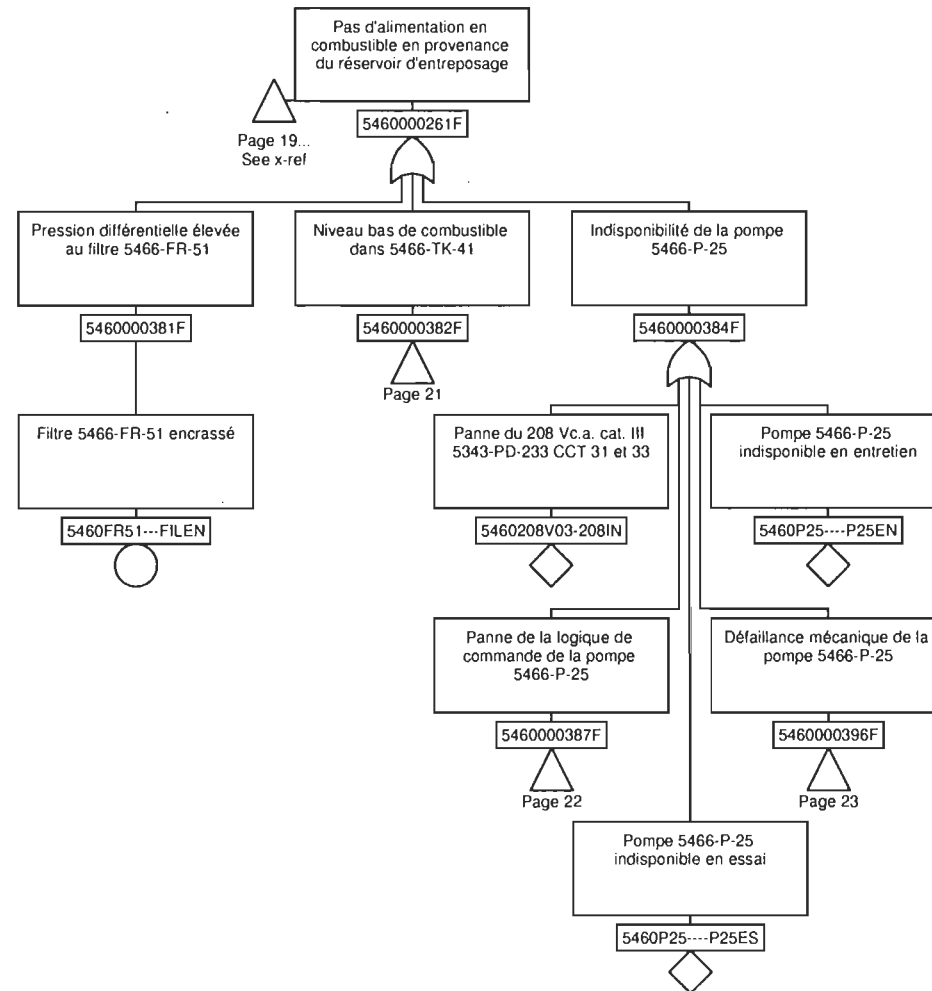 Pas d'alimentation en
combustible en provenance
du réservoir d'entreposage
Page 19...
See x-ref
5460000261F
Pression différentielle élevée
au filtre 5466-FR-51
5460000381F
Niveau bas de combustible
dans 5466-TK-41
5460000382F
Page 21
Indisponibilité de la pompe
5466-P-25
5460000384F
Filtre 5466-FR-51 encrassé
5460FR51---FILEN
Panne du 208 Vc.a. cat. III
5343-PD-233 CCT 31 et 33
5460208V03-208IN
Pompe 5466-P-25
indisponible en entretien
5460P25----P25EN
Panne de la logique de
commande de la pompe
5466-P-25
5460000387F
Page 22
Défaillance mécanique de la
pompe 5466-P-25
5460000396F
Page 23
Pompe 5466-P-25
indisponible en essai
5460P25----P25ES